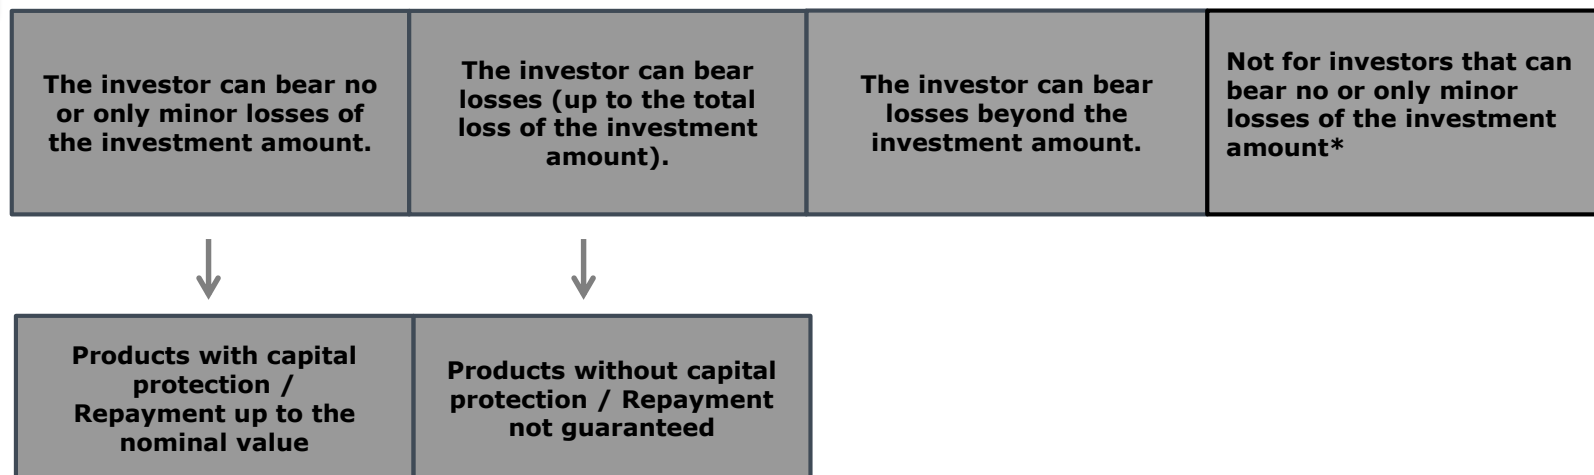 The investor can bear no
or only minor losses of
the investment amount.
The investor can bear
losses (up to the total
loss of the investment
amount).
The investor can bear
losses beyond the
investment amount.
Not for investors that can
bear no or only minor
losses of the investment
amount*
Products with capital
protection /
Repayment up to the
nominal value
Products without capital
protection / Repayment
not guaranteed